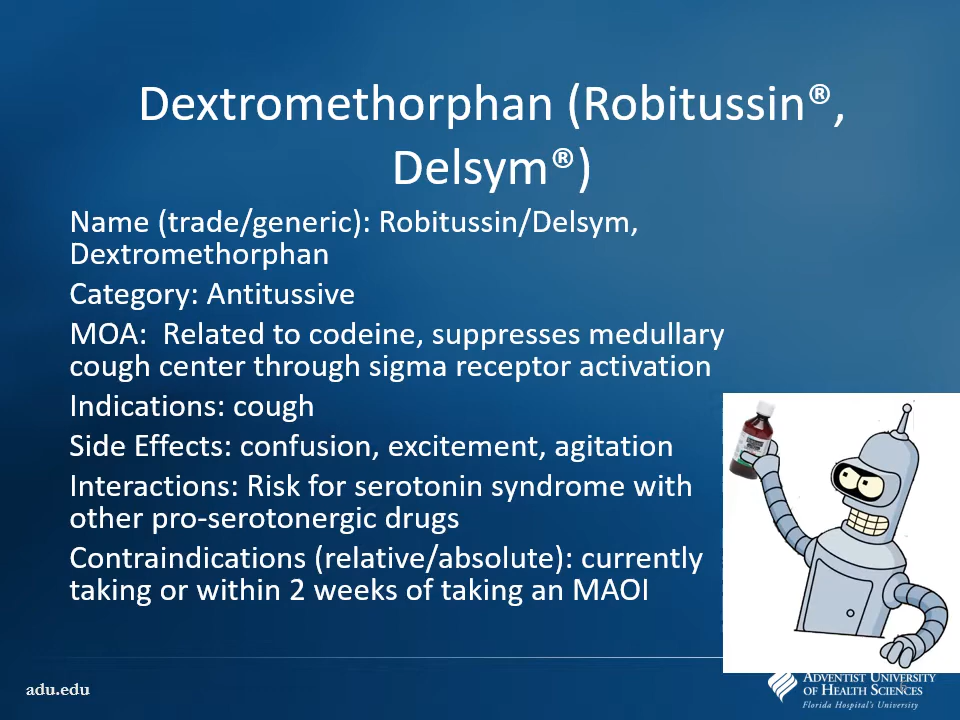 Dextromethorphan (Robitussin®,
Delsym®)
Name (trade/generic): Robitussin/Delsym,
Dextromethorphan
Category: Antitussive
MOA:  Related to codeine, suppresses medullary
cough center through sigma receptor activation
Indications: cough
Side Effects: confusion, excitement, agitation
Interactions: Risk for serotonin syndrome with
other pro-serotonergic drugs
Contraindications (relative/absolute): currently
taking or within 2 weeks of taking an MAOI
adu.edu
Adventist University
of Health Sciences
Florida Hospital's University